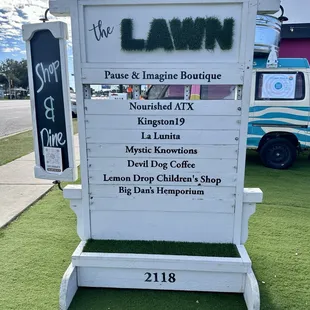 the LAWN
Shop
&
Dine
Pause & Imagine Boutique
Nourished ATX
Kingston19
La Lunita
Mystic Knowtions
Devil Dog Coffee
Lemon Drop Children's Shop
Big Dan's Hemporium
2118